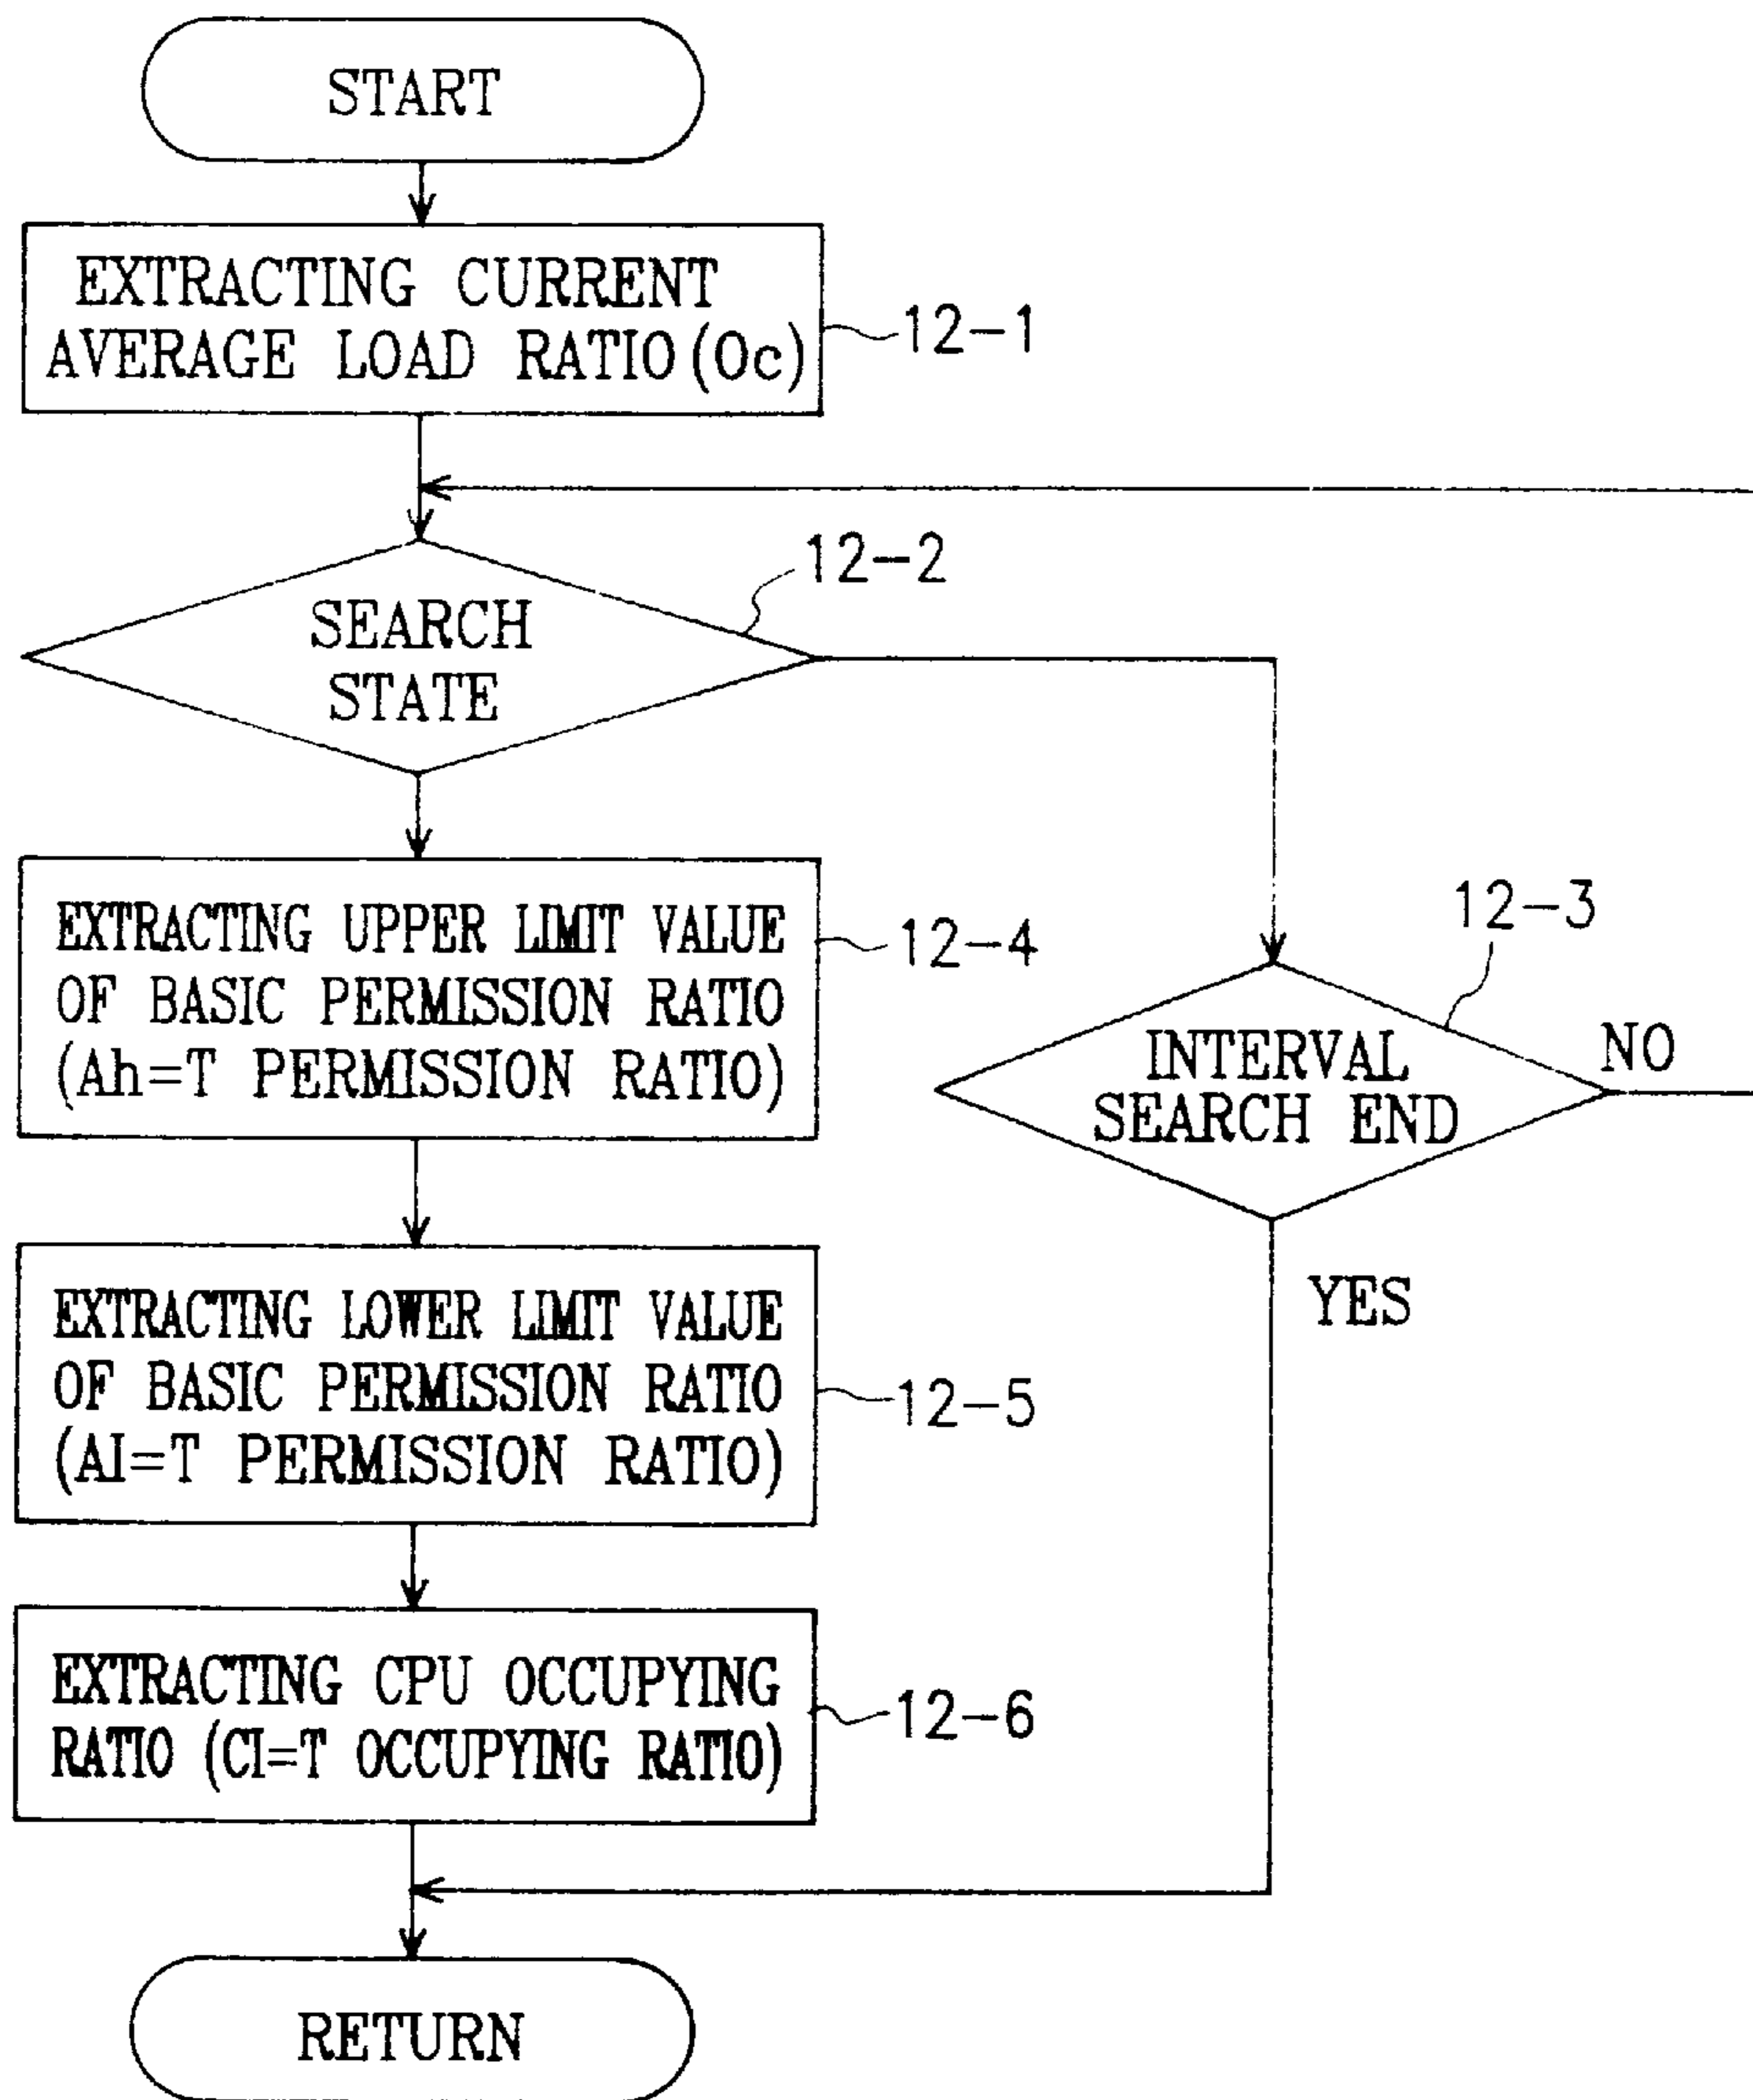 START
EXTRACTING CURRENT
AVERAGE LOAD RATIO (Oc)
12-1
12-2
SEARCH
STATE
12-3
EXTRACTING UPPER LIMIT VALUE
OF BASIC PERMISSION RATIO
(Ah=T PERMISSION RATIO)
12-4
INTERVAL
SEARCH END
NO
YES
EXTRACTING LOWER LIMIT VALUE
OF BASIC PERMISSION RATIO
(AI=T PERMISSION RATIO)
12-5
EXTRACTING CPU OCCUPYING
RATIO (CI=T OCCUPYING RATIO)
12-6
RETURN